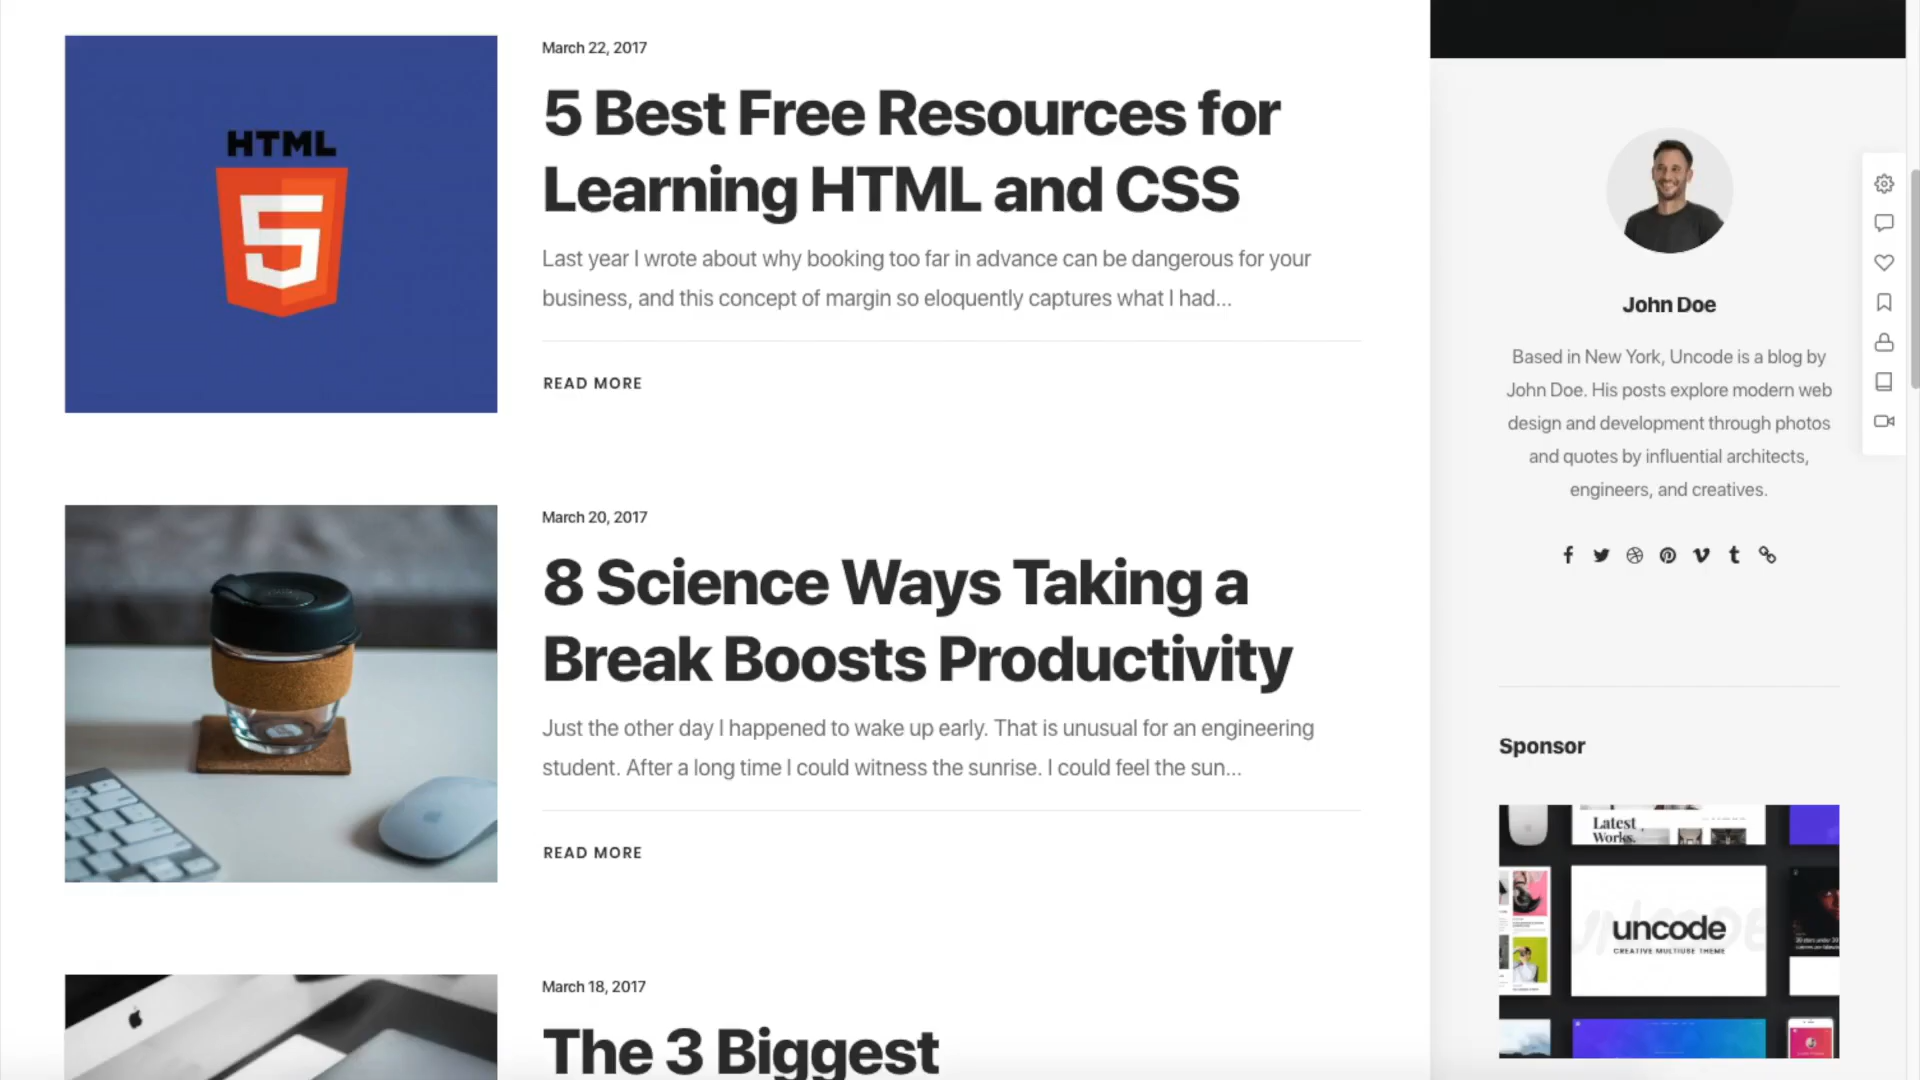 HTML
5
March 22, 2017
5 Best Free Resources for
Learning HTML and CSS
Last year I wrote about why booking too far in advance can be dangerous for your
business, and this concept of margin so eloquently captures what I had...
READ MORE
March 20, 2017
8 Science Ways Taking a
Break Boosts Productivity
Just the other day I happened to wake up early. That is unusual for an engineering
student. After a long time I could witness the sunrise. I could feel the sun...
READ MORE
March 18, 2017
The 3 Biggest
John Doe
Based in New York, Uncode is a blog by
John Doe. His posts explore modern web
design and development through photos
and quotes by influential architects,
engineers, and creatives.
Sponsor
Latest
Works.
uncode
CREATIVE MULTIUSE THEME